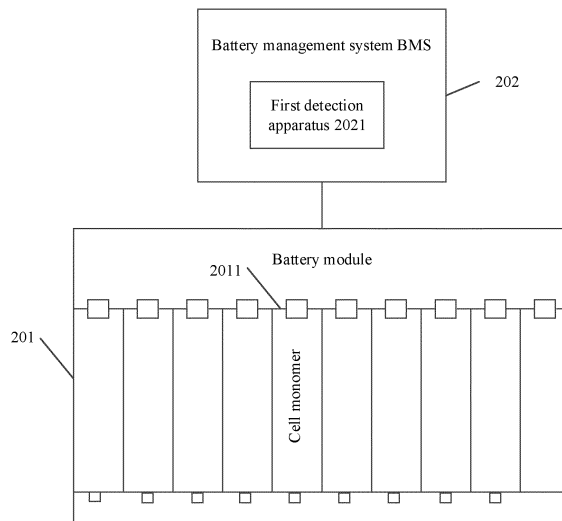 Battery management system BMS
202
First detection
apparatus 2021
Battery module
2011
201
Cell monomer